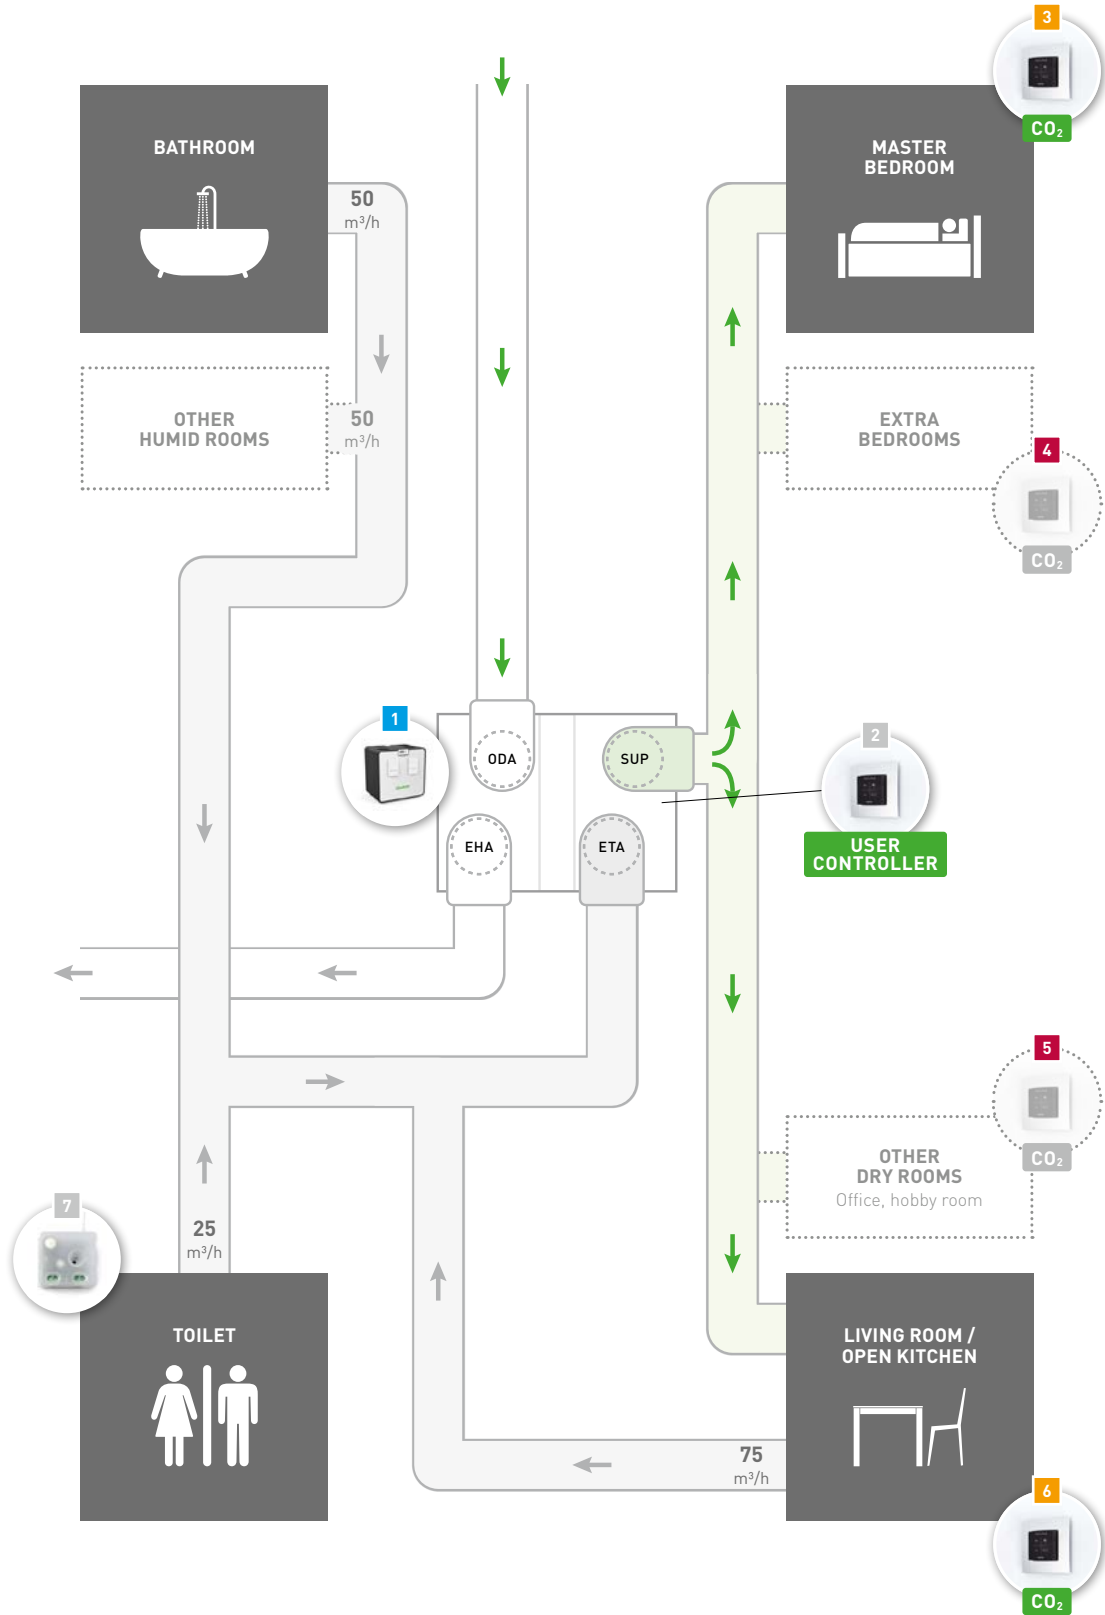 3
CO₂
BATHROOM
MASTER
BEDROOM
50
m³/h
OTHER
HUMID ROOMS
50
m³/h
EXTRA
BEDROOMS
4
CO₂
1
2
ODA
SUP
EHA
ETA
USER
CONTROLLER
5
CO₂
OTHER
DRY ROOMS
Office, hobby room
7
25
m³/h
TOILET
LIVING ROOM /
OPEN KITCHEN
75
m³/h
6
CO₂